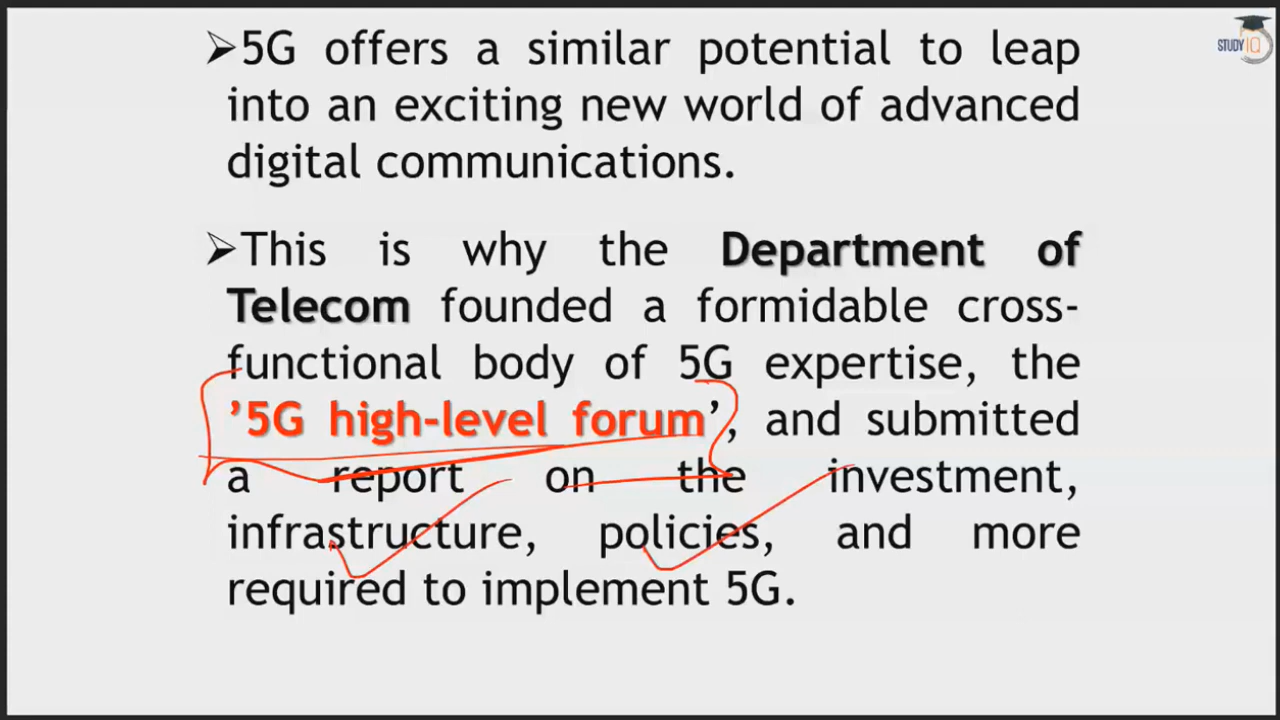 ➢5G offers a similar potential to leap
into an exciting new world of advanced
digital communications.
➢This is why the Department of
Telecom founded a formidable cross-
functional body of 5G expertise, the
’5G high-level forum’, and submitted
a report on the investment,
infrastructure, policies, and more
required to implement 5G.
STUDY IQ